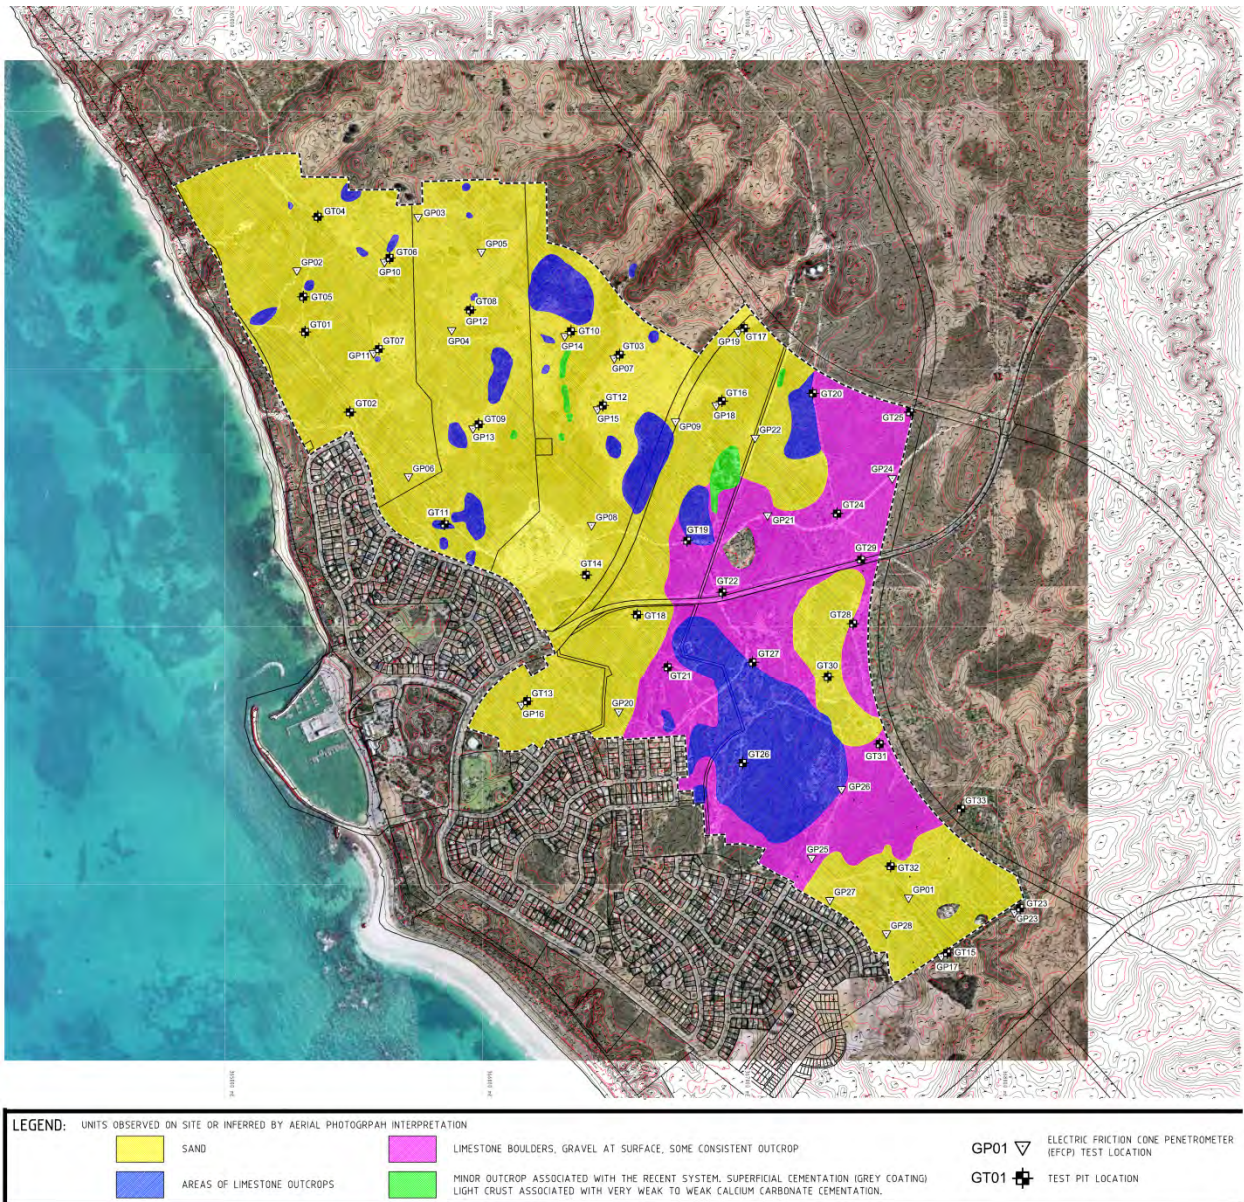 GT04
GP03
GP05
GT06
GP10
GP02
GT05
GT08
GP12
GT01
GP04
GT10
GP14
GP19
GT17
GT07
GP11
GT03
GP07
GT20
GT12
GP15
GT16
GP18
GT02
GT25
GT09
GP13
GP09
GP22
GP06
GP24
GT11
GP08
GP21
GT24
GT19
GT29
GT14
GT22
GT18
GT28
GT27
GT21
GT30
GT13
GP16
GP20
GT31
GT26
GP26
GT33
GP25
GT32
GP27
GP01
GT23
GP23
GP28
GT15
GP17
LEGEND: UNITS OBSERVED ON SITE OR INFERRED BY AERIAL PHOTOGRPAH INTERPRETATION
SAND
LIMESTONE BOULDERS, GRAVEL AT SURFACE, SOME CONSISTENT OUTCROP
GP01 ELECTRIC FRICTION CONE PENETROMETER
(EFCP) TEST LOCATION
AREAS OF LIMESTONE OUTCROPS
MINOR OUTCROP ASSOCIATED WITH THE RECENT SYSTEM. SUPERFICIAL CEMENTATION (GREY COATING)
LIGHT CRUST ASSOCIATED WITH VERY WEAK TO WEAK CALCIUM CARBONATE CEMENTATION.
GT01 TEST PIT LOCATION